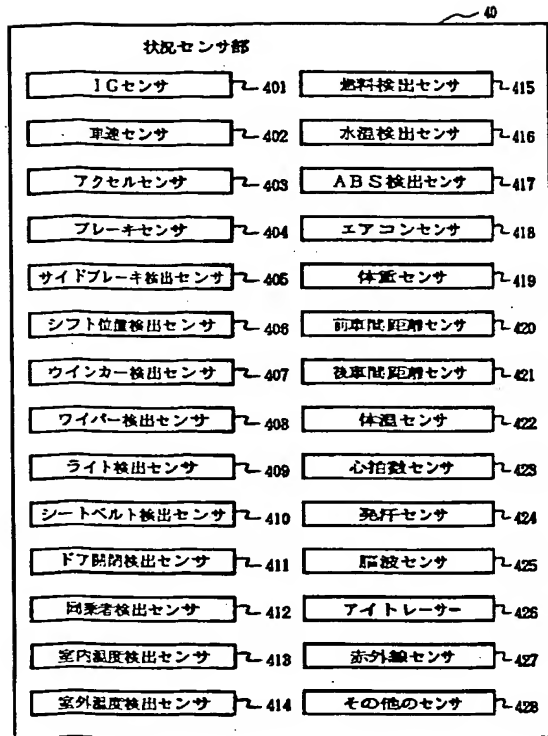 40
状況センサ部
IGセンサ 401
車速センサ 402
アクセルセンサ 403
ブレーキセンサ 404
サイドブレーキ検出センサ 405
シフト位置検出センサ 406
ウインカー検出センサ 407
ワイパー検出センサ 408
ライト検出センサ 409
シートベルト検出センサ 410
ドア開閉検出センサ 411
同乗者検出センサ 412
室内温度検出センサ 413
室外温度検出センサ 414
燃料検出センサ 415
水温検出センサ 416
ABS検出センサ 417
エアコンセンサ 418
体重センサ 419
前車間距離センサ 420
後車間距離センサ 421
体温センサ 422
心拍数センサ 423
発汗センサ 424
脳波センサ 425
アイトレーサー 426
赤外線センサ 427
その他のセンサ 428